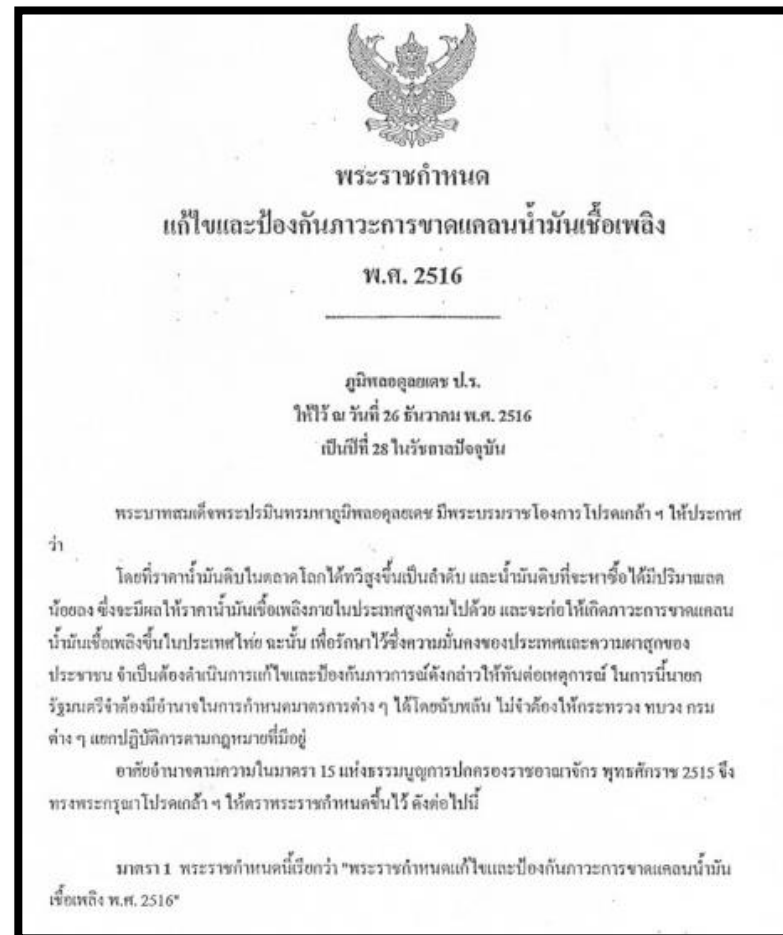 พระราชกำหนด
แก้ไขและป้องกันภาวะการขาดแคลนน้ำมันเชื้อเพลิง
พ.ศ. 2516
ภูมิพลอดุลยเดช ป.ร.
ให้ไว้ ณ วันที่ 26 ธันวาคม พ.ศ. 2516
เป็นปีที่ 28 ในรัชกาลปัจจุบัน
พระบาทสมเด็จพระปรมินทรมหาภูมิพลอดุลยเดช มีพระบรมราชโองการโปรดเกล้า ฯ ให้ประกาศ
ว่า
โดยที่ราคาน้ำมันดิบในตลาดโลกได้ทวีสูงขึ้นเป็นลำดับ และน้ำมันดิบที่จะหาซื้อได้มีปริมาณลด
น้อยลง ซึ่งจะมีผลให้ราคาน้ำมันเชื้อเพลิงภายในประเทศสูงตามไปด้วย และจะก่อให้เกิดภาวะการขาดแคลน
น้ำมันเชื้อเพลิงขึ้นในประเทศไทย ฉะนั้น เพื่อรักษาไว้ซึ่งความมั่นคงของประเทศและความผาสุกของ
ประชาชน จำเป็นต้องดำเนินการแก้ไขและป้องกันภาวการณ์ดังกล่าวให้ทันต่อเหตุการณ์ ในการนี้นายก
รัฐมนตรีจำต้องมีอำนาจในการกำหนดมาตรการต่าง ๆ ได้โดยฉับพลัน ไม่จำต้องให้กระทรวง ทบวง กรม
ต่าง ๆ แยกปฏิบัติการตามกฎหมายที่มีอยู่
อาศัยอำนาจตามความในมาตรา 15 แห่งธรรมนูญการปกครองราชอาณาจักร พุทธศักราช 2515 จึง
ทรงพระกรุณาโปรดเกล้า ฯ ให้ตราพระราชกำหนดขึ้นไว้ ดังต่อไปนี้
มาตรา 1 พระราชกำหนดนี้เรียกว่า "พระราชกำหนดแก้ไขและป้องกันภาวะการขาดแคลนน้ำมัน
เชื้อเพลิง พ.ศ. 2516"